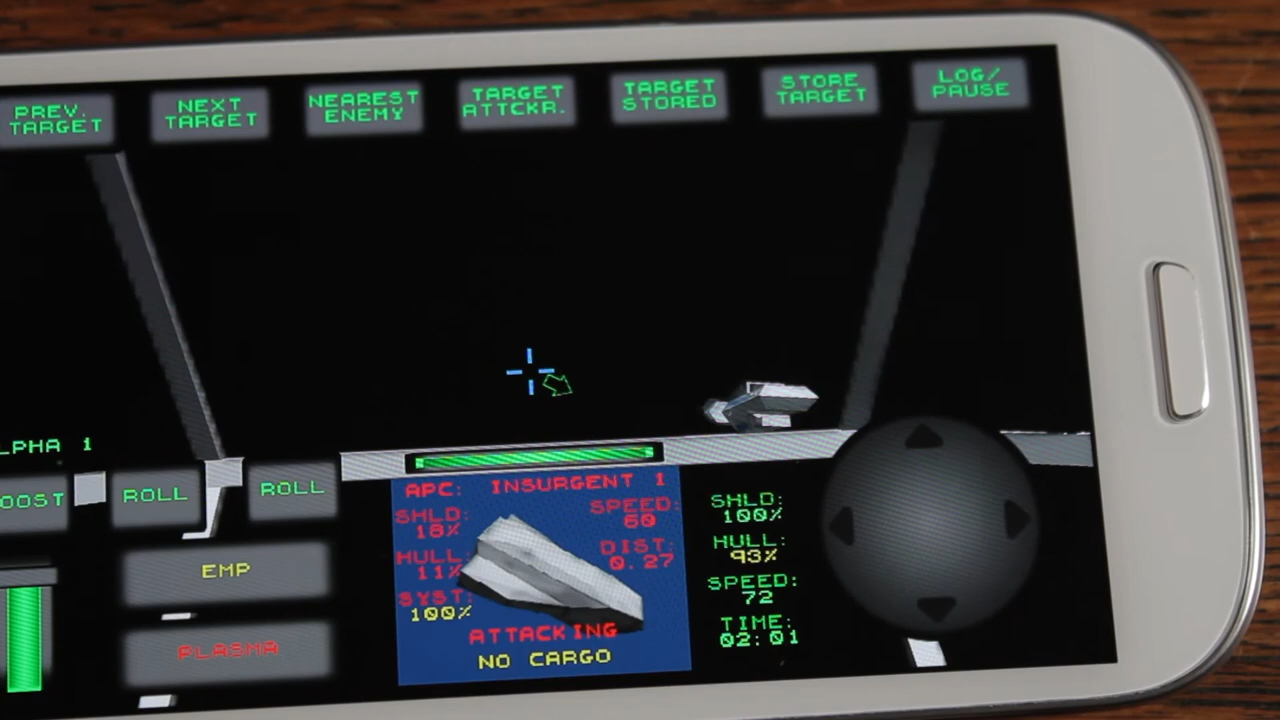 PREV.
TARGET
NEXT
TARGET
NEAREST
ENEMY
TARGET
ATTCKR.
TARGET
STORED
STORE
TARGET
LOG/
PAUSE
LPHA 1
OOST
ROLL
ROLL
EMP
PLASMA
APC: INSURGENT 1
SHLD:
18%
HULL:
11%
SYST:
100%
SPEED:
60
DIST:
0.27
ATTACKING
NO CARGO
SHLD:
100%
HULL:
93%
SPEED:
72
TIME:
02:01